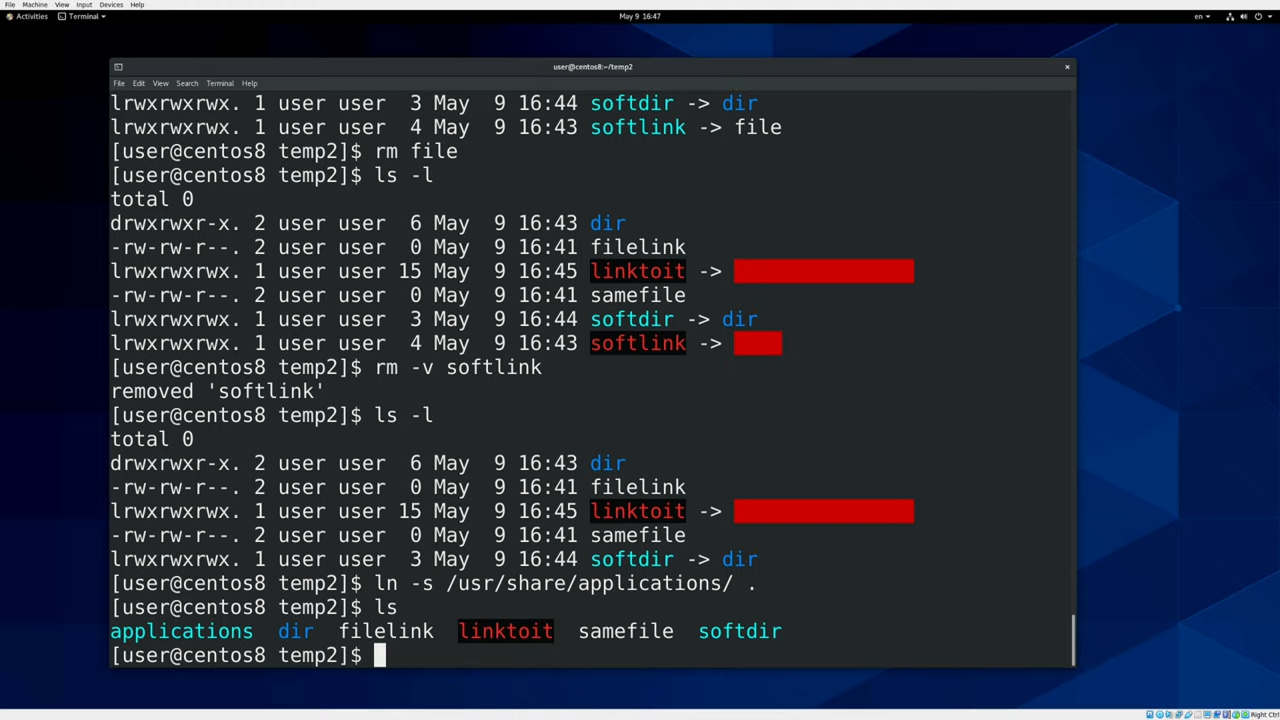 File Machine View Input Devices Help
Activities Terminal May 9 16:47 en
user@centos8:~/temp2 ×
File Edit View Search Terminal Help
lrwxrwxrwx. 1 user user  3 May  9 16:44 softdir -> dir
lrwxrwxrwx. 1 user user  4 May  9 16:43 softlink -> file
[user@centos8 temp2]$ rm file
[user@centos8 temp2]$ ls -l
total 0
drwxrwxr-x. 2 user user  6 May  9 16:43 dir
-rw-rw-r--. 2 user user  0 May  9 16:41 filelink
lrwxrwxrwx. 1 user user 15 May  9 16:45 linktoit ->
-rw-rw-r--. 2 user user  0 May  9 16:41 samefile
lrwxrwxrwx. 1 user user  3 May  9 16:44 softdir -> dir
lrwxrwxrwx. 1 user user  4 May  9 16:43 softlink ->
[user@centos8 temp2]$ rm -v softlink
removed 'softlink'
[user@centos8 temp2]$ ls -l
total 0
drwxrwxr-x. 2 user user  6 May  9 16:43 dir
-rw-rw-r--. 2 user user  0 May  9 16:41 filelink
lrwxrwxrwx. 1 user user 15 May  9 16:45 linktoit ->
-rw-rw-r--. 2 user user  0 May  9 16:41 samefile
lrwxrwxrwx. 1 user user  3 May  9 16:44 softdir -> dir
[user@centos8 temp2]$ ln -s /usr/share/applications/ .
[user@centos8 temp2]$ ls
applications  dir  filelink  linktoit  samefile  softdir
[user@centos8 temp2]$
Right Ctrl